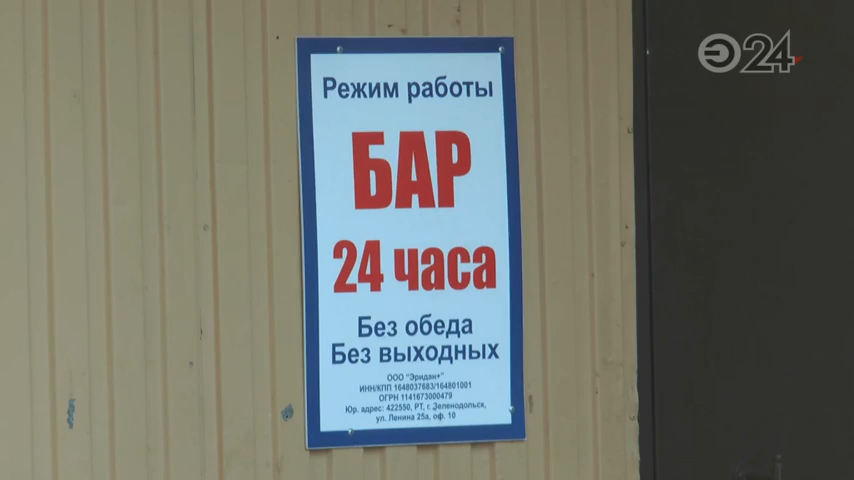 Э24
Режим работы
БАР
24 часа
Без обеда
Без выходных
ООО "Эридан+"
ИНН/КПП 1648037683/164801001
ОГРН 1141673000479
Юр. адрес: 422550, РТ, г. Зеленодольск,
ул. Ленина 25а, оф. 10